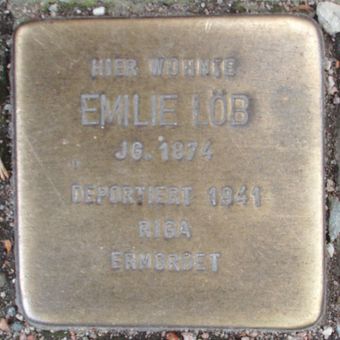 HIER WOHNTE
EMILIE LÖB
JG. 1874
DEPORTIERT 1941
RIGA
ERMORDET